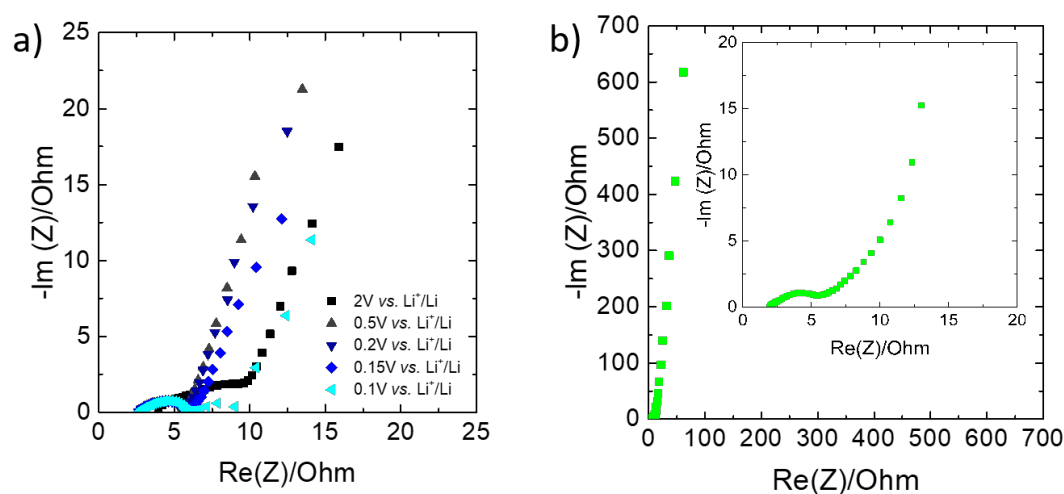 a)
25
20
15
10
5
0
-Im (Z)/Ohm
2V vs. Li⁺/Li
0.5V vs. Li⁺/Li
0.2V vs. Li⁺/Li
0.15V vs. Li⁺/Li
0.1V vs. Li⁺/Li
0 5 10 15 20 25
Re(Z)/Ohm
b)
700
600
500
400
300
200
100
0
-Im (Z)/Ohm
20
15
10
5
0
-Im (Z)/Ohm
0 5 10 15 20
Re(Z)/Ohm
0 100 200 300 400 500 600 700
Re(Z)/Ohm